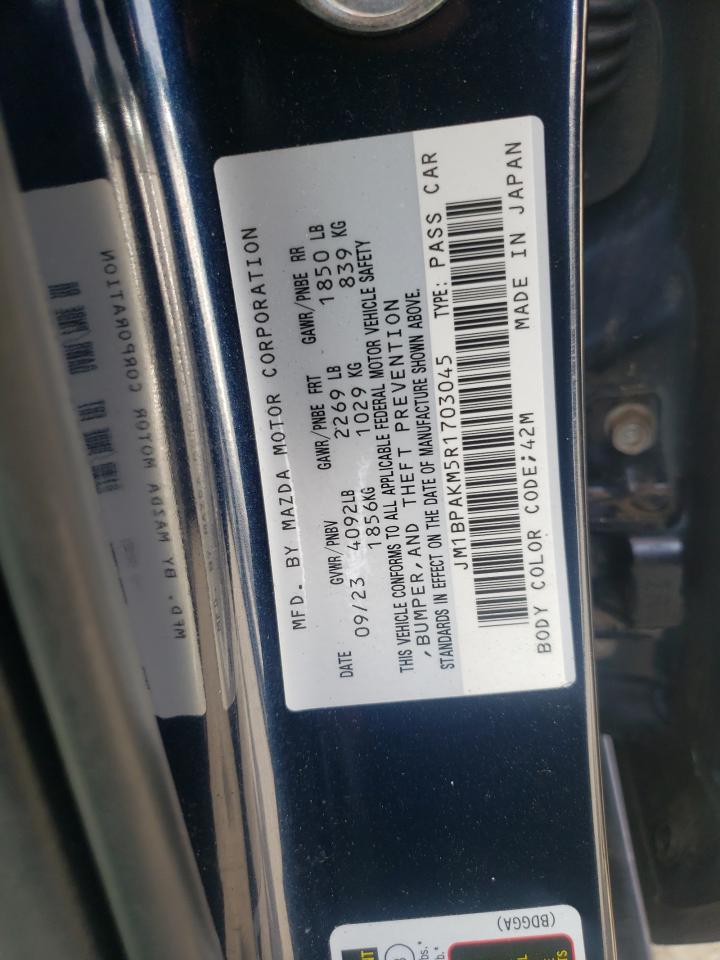 MFD. BY MAZDA MOTOR CORPORATION
DATE GVWR/PNBV GAWR/PNBE FRT GAWR/PNBE RR
09/23 4092LB 2269 LB 1850 LB
1856KG 1029 KG 839 KG
THIS VEHICLE CONFORMS TO ALL APPLICABLE FEDERAL MOTOR VEHICLE SAFETY
,BUMPER,AND THEFT PREVENTION
STANDARDS IN EFFECT ON THE DATE OF MANUFACTURE SHOWN ABOVE.
JM1BPAKM5R1703045 TYPE: PASS CAR
BODY COLOR CODE;42M MADE IN JAPAN
(BDGGA)
MFD. BY MAZDA MOTOR CORPORATION